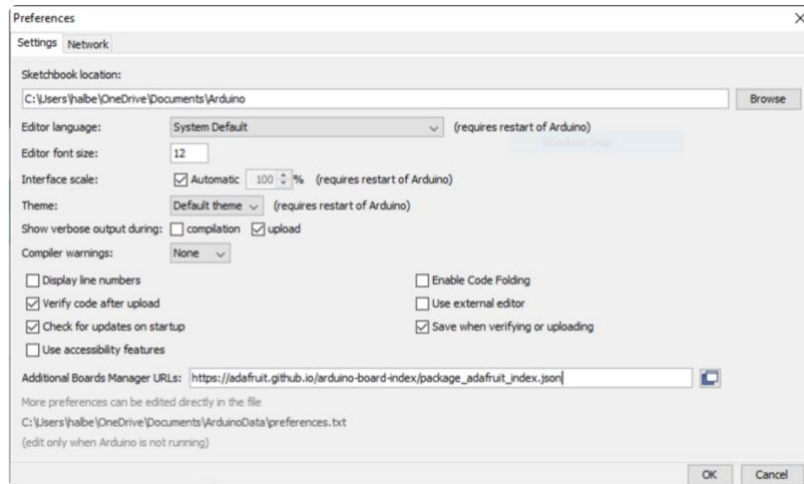 Preferences
Settings Network
Sketchbook location:
C:\Users\halbe\OneDrive\Documents\Arduino Browse
Editor language: System Default (requires restart of Arduino)
Editor font size: 12
Interface scale: Automatic 100 % (requires restart of Arduino)
Theme: Default theme (requires restart of Arduino)
Show verbose output during: compilation upload
Compiler warnings: None
Display line numbers Enable Code Folding
Verify code after upload Use external editor
Check for updates on startup Save when verifying or uploading
Use accessibility features
Additional Boards Manager URLs: https://adafruit.github.io/arduino-board-index/package_adafruit_index.json
More preferences can be edited directly in the file
C:\Users\halbe\OneDrive\Documents\ArduinoData\preferences.txt
(edit only when Arduino is not running)
OK Cancel